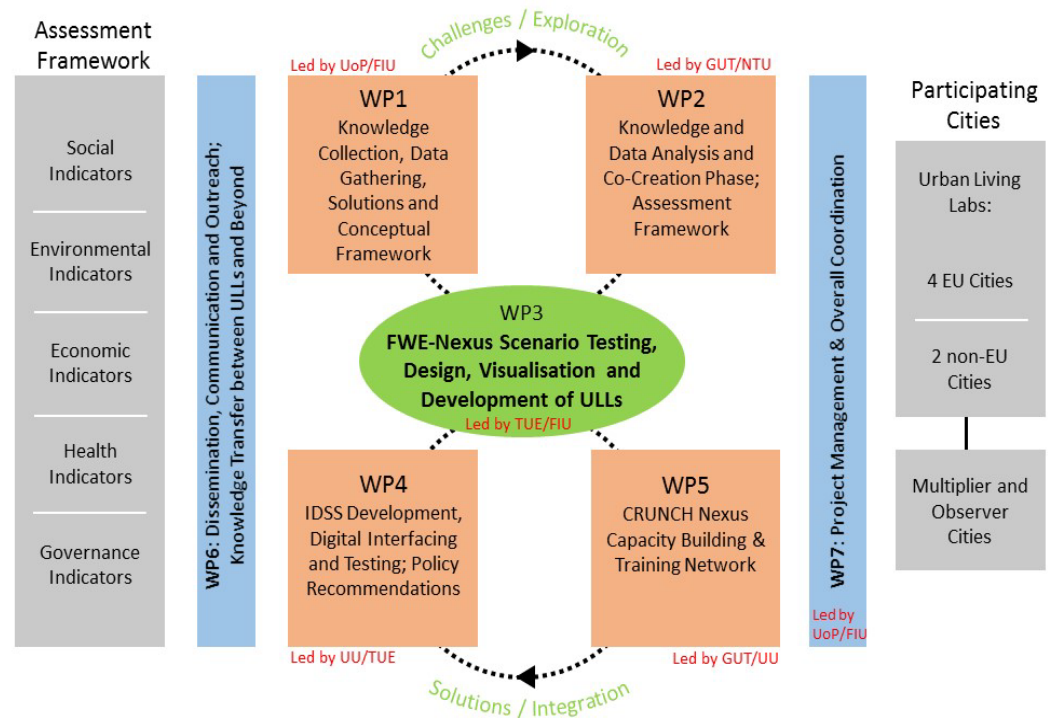 Assessment
Framework
Social
Indicators
Environmental
Indicators
Economic
Indicators
Health
Indicators
Governance
Indicators
WP6: Dissemination, Communication and Outreach;
Knowledge Transfer between ULLs and Beyond
Challenges / Exploration
Led by UoP/FIU
WP1
Knowledge
Collection, Data
Gathering,
Solutions and
Conceptual
Framework
Led by GUT/NTU
WP2
Knowledge and
Data Analysis and
Co-Creation Phase;
Assessment
Framework
WP3
FWE-Nexus Scenario Testing,
Design, Visualisation and
Development of ULLs
Led by TUE/FIU
WP4
IDSS Development,
Digital Interfacing
and Testing; Policy
Recommendations
Led by UU/TUE
WP5
CRUNCH Nexus
Capacity Building &
Training Network
Led by GUT/UU
Solutions / Integration
WP7: Project Management & Overall Coordination
Led by
UoP/FIU
Participating
Cities
Urban Living
Labs:
4 EU Cities
2 non-EU
Cities
Multiplier and
Observer
Cities